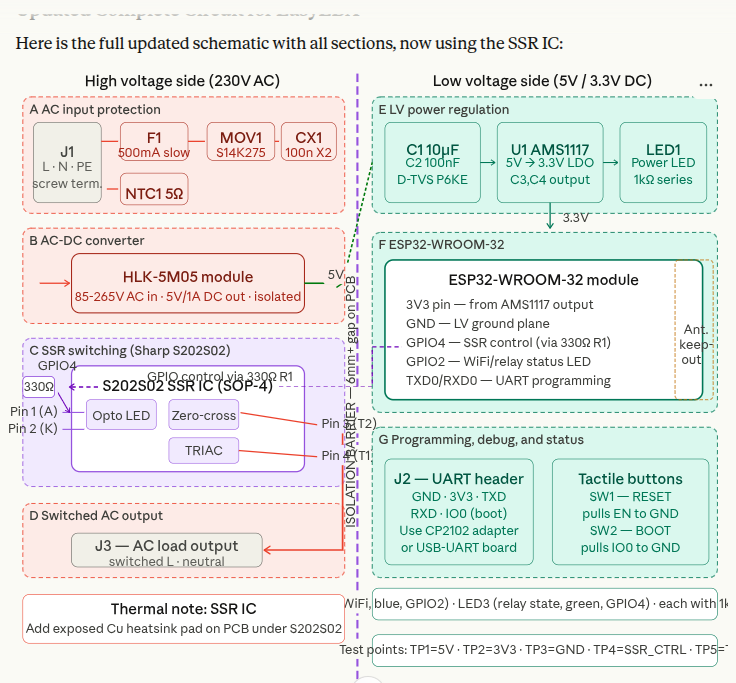 Updated Complete Circuit for EasyEDA
Here is the full updated schematic with all sections, now using the SSR IC:
High voltage side (230V AC)
Low voltage side (5V / 3.3V DC)
...
A AC input protection
J1
L · N · PE
screw term.
F1
500mA slow
MOV1
S14K275
CX1
100n X2
NTC1 5Ω
E LV power regulation
C1 10µF
C2 100nF
D-TVS P6KE
U1 AMS1117
5V → 3.3V LDO
C3,C4 output
LED1
Power LED
1kΩ series
3.3V
B AC-DC converter
HLK-5M05 module
85-265V AC in · 5V/1A DC out · isolated
5V
ISOLATION BARRIER — 6mm+ gap on PCB
F ESP32-WROOM-32
ESP32-WROOM-32 module
3V3 pin — from AMS1117 output
GND — LV ground plane
GPIO4 — SSR control (via 330Ω R1)
GPIO2 — WiFi/relay status LED
TXD0/RXD0 — UART programming
Ant.
keep-
out
C SSR switching (Sharp S202S02)
GPIO4
GPIO control via 330Ω R1
330Ω
S202S02 SSR IC (SOP-4)
Pin 1 (A)
Pin 2 (K)
Opto LED
Zero-cross
TRIAC
Pin 3 (T2)
Pin 4 (T1
D Switched AC output
J3 — AC load output
switched L · neutral
G Programming, debug, and status
J2 — UART header
GND · 3V3 · TXD
RXD · IO0 (boot)
Use CP2102 adapter
or USB-UART board
Tactile buttons
SW1 — RESET
pulls EN to GND
SW2 — BOOT
pulls IO0 to GND
Thermal note: SSR IC
Add exposed Cu heatsink pad on PCB under S202S02
WiFi, blue, GPIO2) · LED3 (relay state, green, GPIO4) · each with 1k
Test points: TP1=5V · TP2=3V3 · TP3=GND · TP4=SSR_CTRL · TP5=